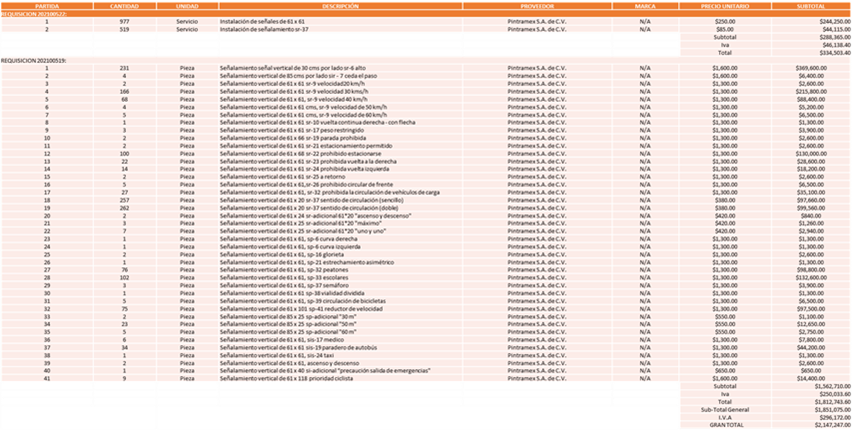 PARTIDA CANTIDAD UNIDAD DESCRIPCIÓN PROVEEDOR MARCA PRECIO UNITARIO SUBTOTAL
REQUISICION 202100522:
1 977 Servicio Instalación de señales de 61 x 61 Pintramex S.A. de C.V. N/A $250.00 $244,250.00
2 519 Servicio Instalación de señalamiento sr-37 Pintramex S.A. de C.V. N/A $85.00 $44,115.00
Subtotal $288,365.00
Iva $46,138.40
Total $334,503.40
REQUISICION 202100519:
1 231 Pieza Señalamiento señal vertical de 30 cms por lado sr-6 alto Pintramex S.A. de C.V. N/A $1,600.00 $369,600.00
2 4 Pieza Señalamiento vertical de 85 cms por lado sir - 7 ceda el paso Pintramex S.A. de C.V. N/A $1,600.00 $6,400.00
3 2 Pieza Señalamiento vertical de 61 x 61 sr-9 velocidad20 km/h Pintramex S.A. de C.V. N/A $1,300.00 $2,600.00
4 166 Pieza Señalamiento vertical de 61 x 61 sr-9 velocidad 30 kms/h Pintramex S.A. de C.V. N/A $1,300.00 $215,800.00
5 68 Pieza Señalamiento vertical de 61 x 61, sr-9 velocidad 40 km/h Pintramex S.A. de C.V. N/A $1,300.00 $88,400.00
6 4 Pieza Señalamiento vertical de 61 x 61 cms, sr-9 velocidad de 50 km/h Pintramex S.A. de C.V. N/A $1,300.00 $5,200.00
7 5 Pieza Señalamiento vertical de 61 x 61 cms, sr-9 velocidad de 60 km/h Pintramex S.A. de C.V. N/A $1,300.00 $6,500.00
8 1 Pieza Señalamiento vertical de 61 x 61 sr-10 vuelta continua derecha - con flecha Pintramex S.A. de C.V. N/A $1,300.00 $1,300.00
9 3 Pieza Señalamiento vertical de 61 x 61 sr-17 peso restringido Pintramex S.A. de C.V. N/A $1,300.00 $3,900.00
10 2 Pieza Señalamiento vertical de 61 x 66 sr-19 parada prohibida Pintramex S.A. de C.V. N/A $1,300.00 $2,600.00
11 2 Pieza Señalamiento vertical de 61 x 61 sr-21 estacionamiento permitido Pintramex S.A. de C.V. N/A $1,300.00 $2,600.00
12 100 Pieza Señalamiento vertical de 61 x 68 sr-22 prohibido estacionarse Pintramex S.A. de C.V. N/A $1,300.00 $130,000.00
13 22 Pieza Señalamiento vertical de 61 x 61 sr-23 prohibida vuelta a la derecha Pintramex S.A. de C.V. N/A $1,300.00 $28,600.00
14 14 Pieza Señalamiento vertical de 61 x 61 sr-24 prohibida vuelta izquierda Pintramex S.A. de C.V. N/A $1,300.00 $18,200.00
15 2 Pieza Señalamiento vertical de 61 x 61 sr-25 a retorno Pintramex S.A. de C.V. N/A $1,300.00 $2,600.00
16 5 Pieza Señalamiento vertical de 61 x 61,sr-26 prohibido circular de frente Pintramex S.A. de C.V. N/A $1,300.00 $6,500.00
17 27 Pieza Señalamiento vertical de 61 x 61, sr-32 prohibida la circulación de vehículos de carga Pintramex S.A. de C.V. N/A $1,300.00 $35,100.00
18 257 Pieza Señalamiento vertical de 61 x 20 sr-37 sentido de circulación (sencillo) Pintramex S.A. de C.V. N/A $380.00 $97,660.00
19 262 Pieza Señalamiento vertical de 61 x 20 sr-37 sentido de circulación (doble) Pintramex S.A. de C.V. N/A $380.00 $99,560.00
20 2 Pieza Señalamiento vertical de 61 x 24 sr-adicional 61*20 "ascenso y descenso" Pintramex S.A. de C.V. N/A $420.00 $840.00
21 3 Pieza Señalamiento vertical de 61 x 25 sr-adicional 61*20 "máximo" Pintramex S.A. de C.V. N/A $420.00 $1,260.00
22 7 Pieza Señalamiento vertical de 61 x 25 sr-adicional 61*20 "uno y uno" Pintramex S.A. de C.V. N/A $420.00 $2,940.00
23 1 Pieza Señalamiento vertical de 61 x 61, sp-6 curva derecha Pintramex S.A. de C.V. N/A $1,300.00 $1,300.00
24 1 Pieza Señalamiento vertical de 61 x 61, sp-6 curva izquierda Pintramex S.A. de C.V. N/A $1,300.00 $1,300.00
25 2 Pieza Señalamiento vertical de 61 x 61, sp-16 glorieta Pintramex S.A. de C.V. N/A $1,300.00 $2,600.00
26 1 Pieza Señalamiento vertical de 61 x 61, sp-21 estrechamiento asimétrico Pintramex S.A. de C.V. N/A $1,300.00 $1,300.00
27 76 Pieza Señalamiento vertical de 61 x 61, sp-32 peatones Pintramex S.A. de C.V. N/A $1,300.00 $98,800.00
28 102 Pieza Señalamiento vertical de 61 x 61, sp-33 escolares Pintramex S.A. de C.V. N/A $1,300.00 $132,600.00
29 3 Pieza Señalamiento vertical de 61 x 61, sp-37 semáforo Pintramex S.A. de C.V. N/A $1,300.00 $3,900.00
30 1 Pieza Señalamiento vertical de 61 x 61 sp-38 vialidad dividida Pintramex S.A. de C.V. N/A $1,300.00 $1,300.00
31 5 Pieza Señalamiento vertical de 61 x 61, sp-39 circulación de bicicletas Pintramex S.A. de C.V. N/A $1,300.00 $6,500.00
32 75 Pieza Señalamiento vertical de 61 x 101 sp-41 reductor de velocidad Pintramex S.A. de C.V. N/A $1,300.00 $97,500.00
33 2 Pieza Señalamiento vertical de 85 x 25 sp-adicional "30 m" Pintramex S.A. de C.V. N/A $550.00 $1,100.00
34 23 Pieza Señalamiento vertical de 85 x 25 sp-adicional "50 m" Pintramex S.A. de C.V. N/A $550.00 $12,650.00
35 5 Pieza Señalamiento vertical de 85 x 25 sp-adicional "60 m" Pintramex S.A. de C.V. N/A $550.00 $2,750.00
36 6 Pieza Señalamiento vertical de 61 x 61, sis-17 medico Pintramex S.A. de C.V. N/A $1,300.00 $7,800.00
37 34 Pieza Señalamiento vertical de 61 x 61 sis-19 paradero de autobús Pintramex S.A. de C.V. N/A $1,300.00 $44,200.00
38 1 Pieza Señalamiento vertical de 61 x 61, sis-24 taxi Pintramex S.A. de C.V. N/A $1,300.00 $1,300.00
39 2 Pieza Señalamiento vertical de 61 x 61, ascenso y descenso Pintramex S.A. de C.V. N/A $1,300.00 $2,600.00
40 1 Pieza Señalamiento vertical de 61 x 40 si-adicional "precaución salida de emergencias" Pintramex S.A. de C.V. N/A $650.00 $650.00
41 9 Pieza Señalamiento vertical de 61 x 118 prioridad ciclista Pintramex S.A. de C.V. N/A $1,600.00 $14,400.00
Subtotal $1,562,710.00
Iva $250,033.60
Total $1,812,743.60
Sub-Total General $1,851,075.00
I.V.A $296,172.00
GRAN TOTAL $2,147,247.00